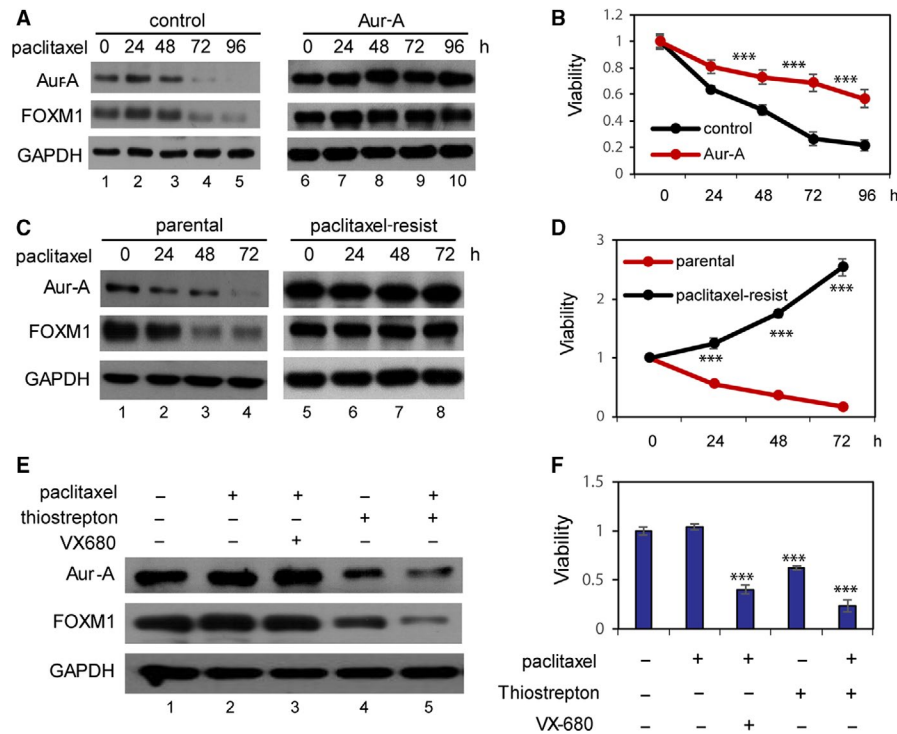 A
control
Aur-A
paclitaxel 0 24 48 72 96 0 24 48 72 96 h
Aur-A
FOXM1
GAPDH
1 2 3 4 5 6 7 8 9 10
B
Viability
1.2
1
0.8
0.6
0.4
0.2
0
*** *** ***
control
Aur-A
0 24 48 72 96 h
C
parental
paclitaxel-resist
paclitaxel 0 24 48 72 0 24 48 72 h
Aur-A
FOXM1
GAPDH
1 2 3 4 5 6 7 8
D
Viability
3
2
1
0
parental
paclitaxel-resist
*** *** ***
0 24 48 72 h
E
paclitaxel – + + – +
thiostrepton – – – + +
VX680 – – + – –
Aur-A
FOXM1
GAPDH
1 2 3 4 5
F
Viability
1.5
1
0.5
0
*** *** ***
paclitaxel – + + – +
Thiostrepton – – – + +
VX-680 – – + – –